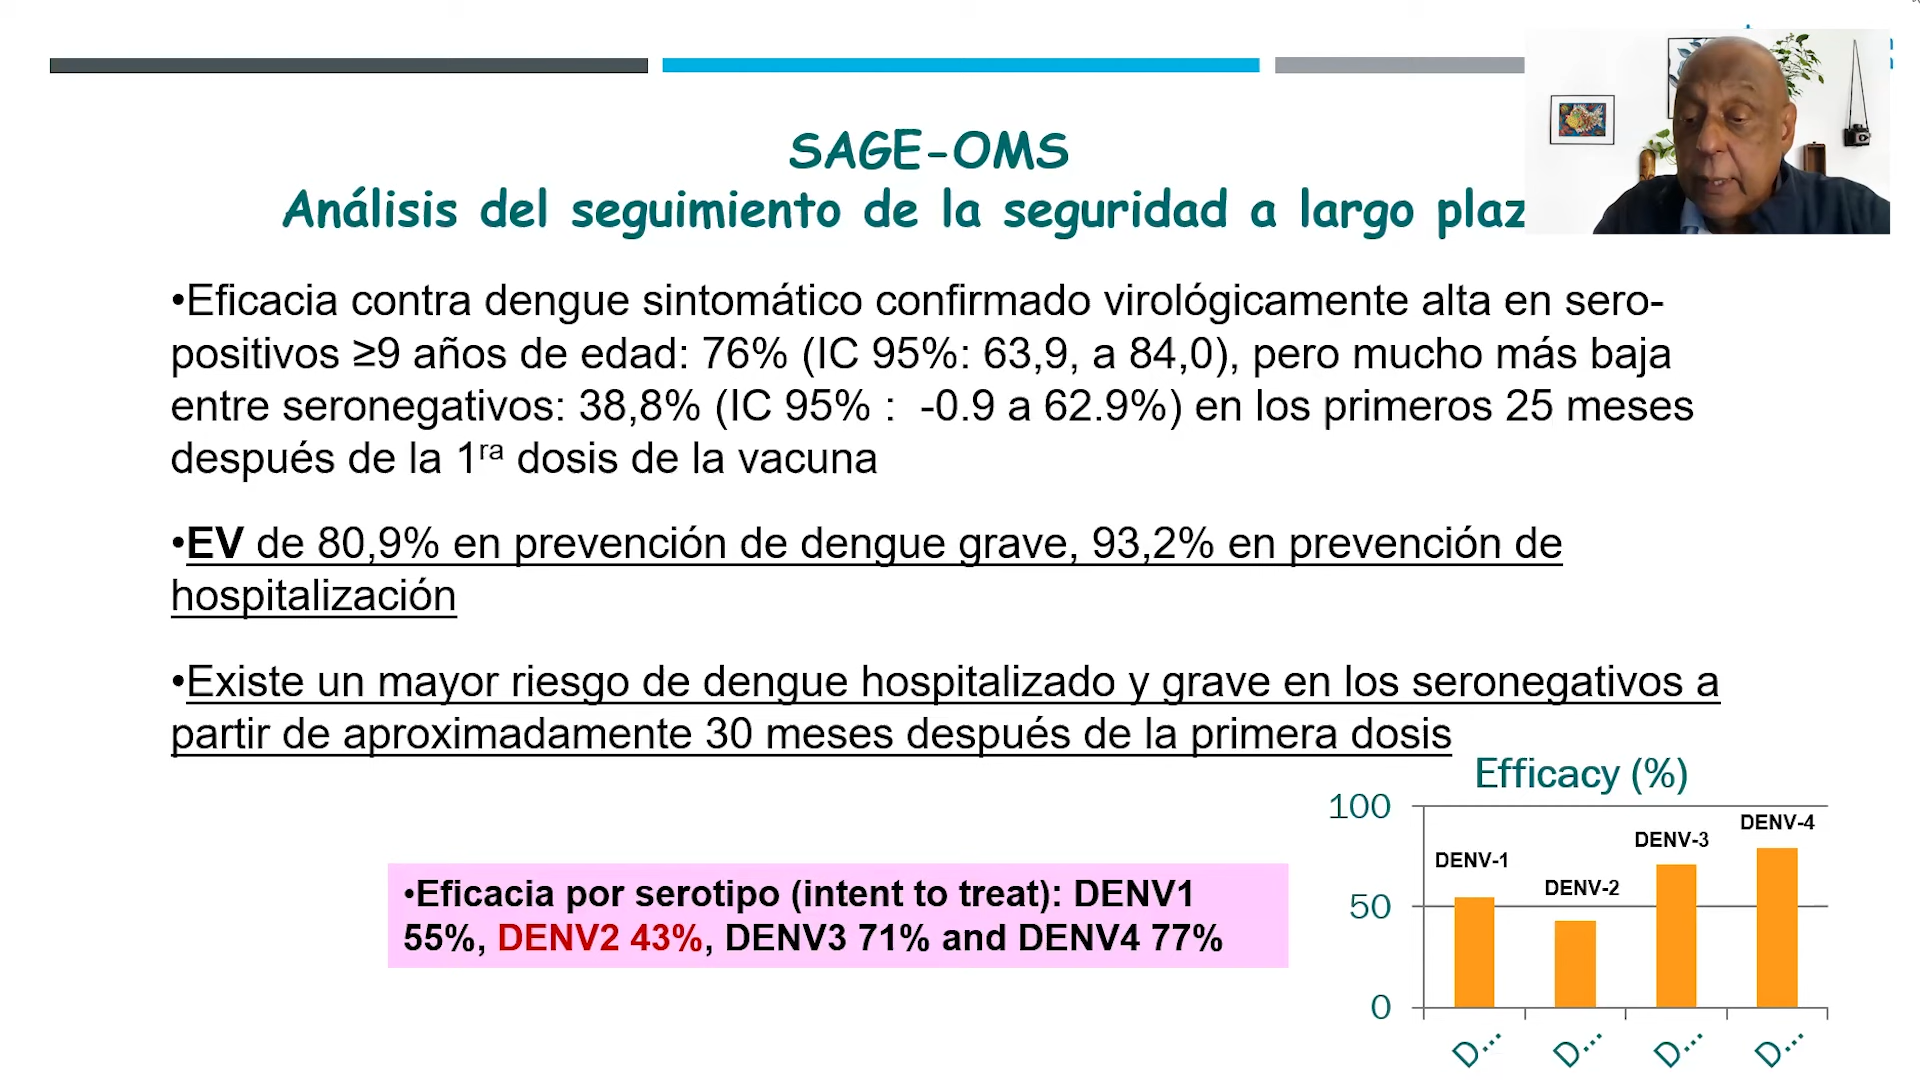 SAGE-OMS
Análisis del seguimiento de la seguridad a largo plaz
•Eficacia contra dengue sintomático confirmado virológicamente alta en sero-
positivos ≥9 años de edad: 76% (IC 95%: 63,9, a 84,0), pero mucho más baja
entre seronegativos: 38,8% (IC 95% : -0.9 a 62.9%) en los primeros 25 meses
después de la 1ra dosis de la vacuna
•EV de 80,9% en prevención de dengue grave, 93,2% en prevención de
hospitalización
•Existe un mayor riesgo de dengue hospitalizado y grave en los seronegativos a
partir de aproximadamente 30 meses después de la primera dosis
•Eficacia por serotipo (intent to treat): DENV1
55%, DENV2 43%, DENV3 71% and DENV4 77%
Efficacy (%)
100
50
0
DENV-1
DENV-2
DENV-3
DENV-4
D...
D...
D...
D...